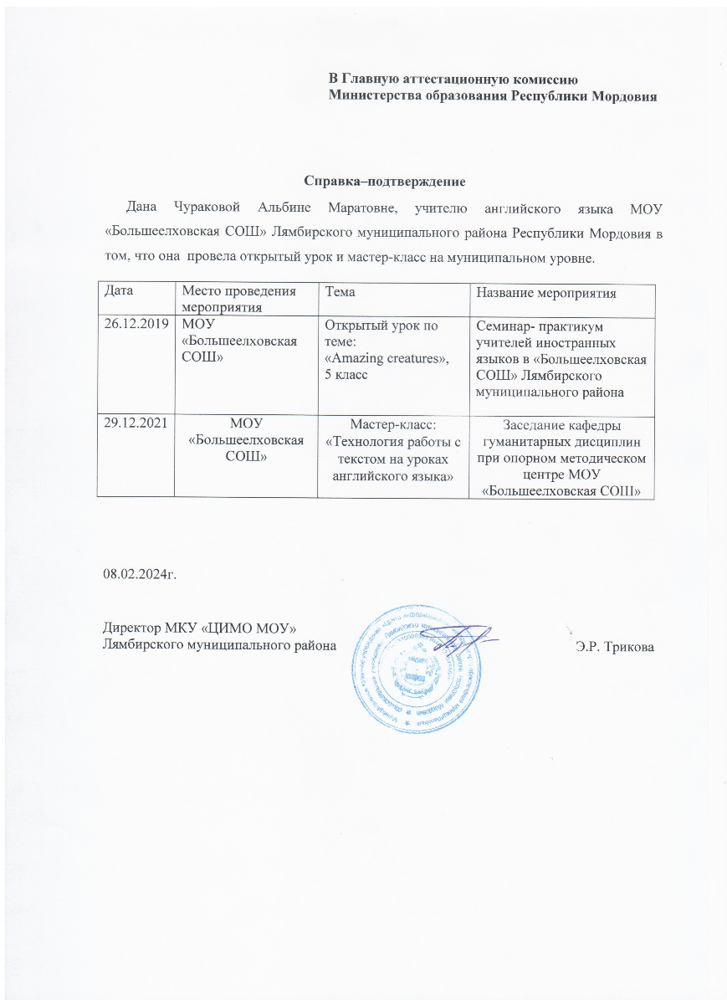 В Главную аттестационную комиссию
Министерства образования Республики Мордовия
Справка–подтверждение
Дана Чураковой Альбине Маратовне, учителю английского языка МОУ
«Большеелховская СОШ» Лямбирского муниципального района Республики Мордовия в
том, что она провела открытый урок и мастер-класс на муниципальном уровне.
Дата
Место проведения
мероприятия
Тема
Название мероприятия
26.12.2019
МОУ
«Большеелховская
СОШ»
Открытый урок по
теме:
«Amazing creatures»,
5 класс
Семинар- практикум
учителей иностранных
языков в «Большеелховская
СОШ» Лямбирского
муниципального района
29.12.2021
МОУ
«Большеелховская
СОШ»
Мастер-класс:
«Технология работы с
текстом на уроках
английского языка»
Заседание кафедры
гуманитарных дисциплин
при опорном методическом
центре МОУ
«Большеелховская СОШ»
08.02.2024г.
Директор МКУ «ЦИМО МОУ»
Лямбирского муниципального района
Э.Р. Трикова